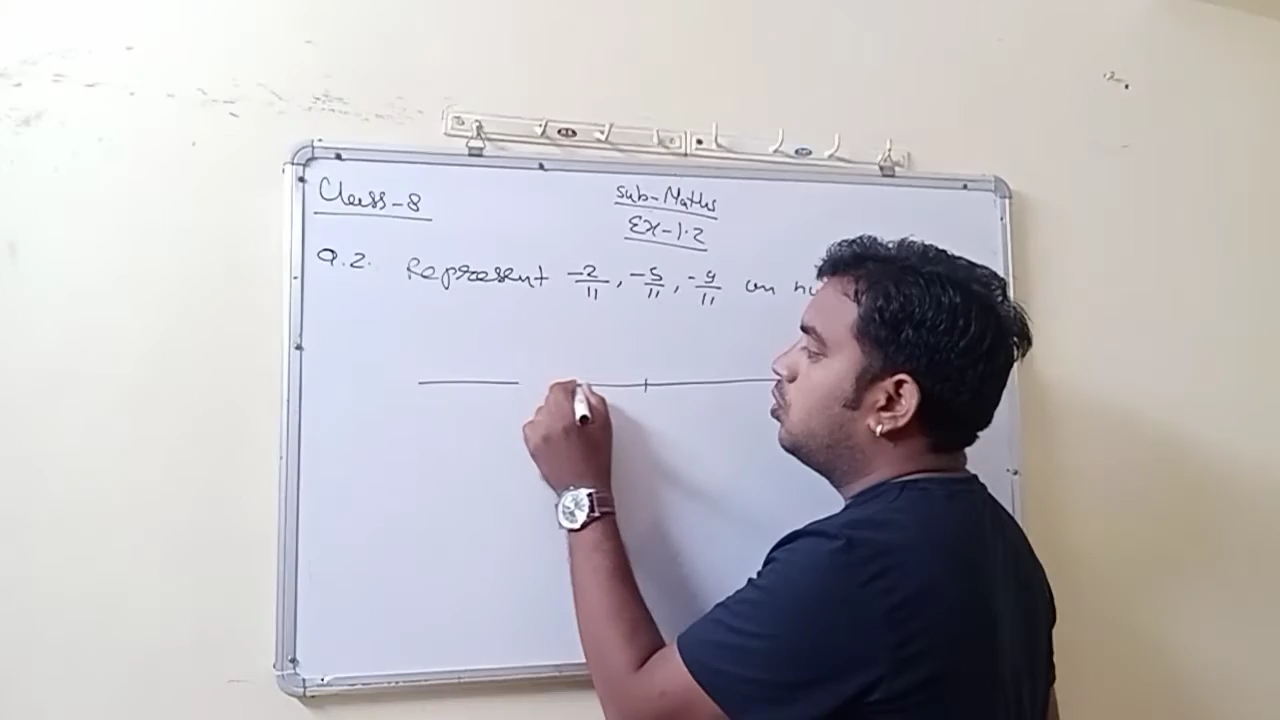 Class-8
Sub-Maths
Ex-1.2
Q.2. Represent -2/11, -5/11, -9/11 on